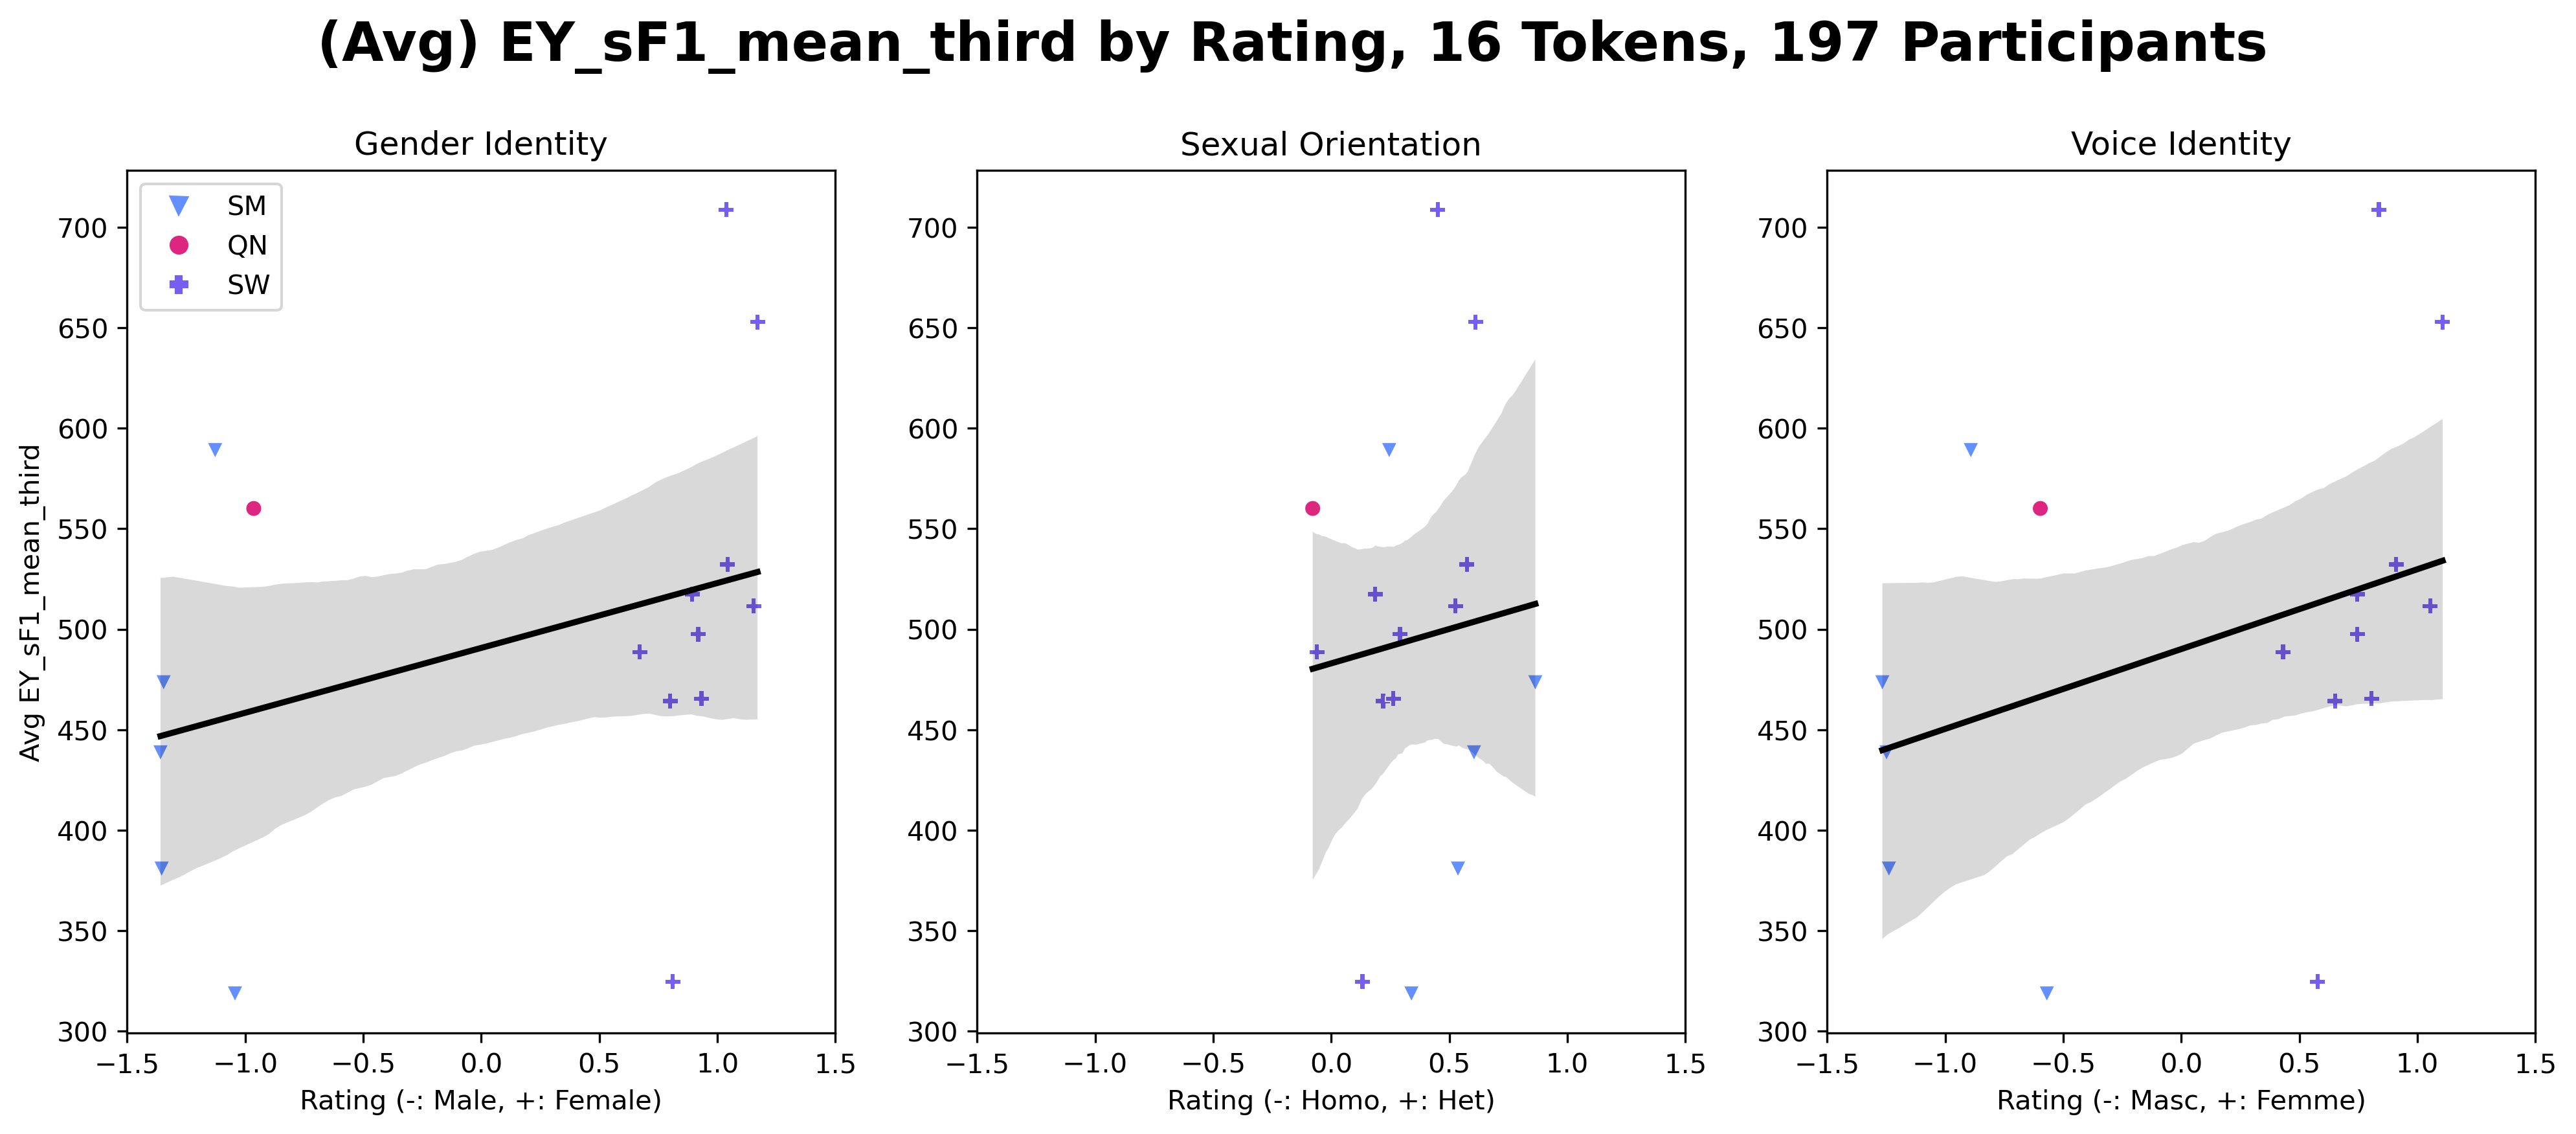 (Avg) EY_sF1_mean_third by Rating, 16 Tokens, 197 Participants
Gender Identity
SM
QN
SW
Avg EY_sF1_mean_third
700
650
600
550
500
450
400
350
300
−1.5 −1.0 −0.5 0.0 0.5 1.0 1.5
Rating (-: Male, +: Female)
Sexual Orientation
700
650
600
550
500
450
400
350
300
−1.5 −1.0 −0.5 0.0 0.5 1.0 1.5
Rating (-: Homo, +: Het)
Voice Identity
700
650
600
550
500
450
400
350
300
−1.5 −1.0 −0.5 0.0 0.5 1.0 1.5
Rating (-: Masc, +: Femme)